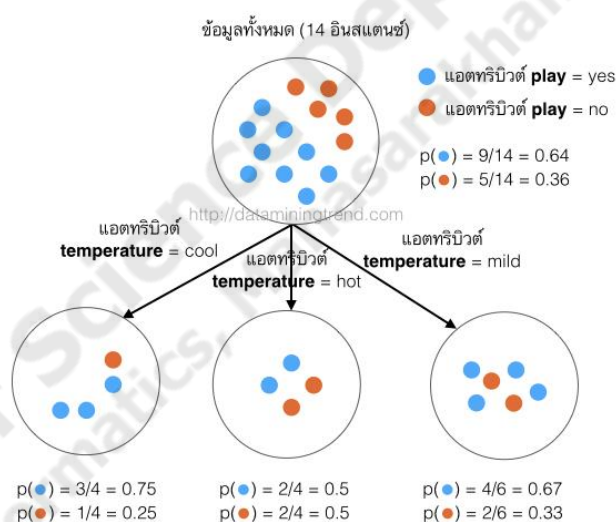 ข้อมูลทั้งหมด (14 อินสแตนซ์)
แอตทริบิวต์ play = yes
แอตทริบิวต์ play = no
p( ) = 9/14 = 0.64
p( ) = 5/14 = 0.36
http://dataminingtrend.com
แอตทริบิวต์
temperature = cool
แอตทริบิวต์
temperature = hot
แอตทริบิวต์
temperature = mild
p( ) = 3/4 = 0.75
p( ) = 1/4 = 0.25
p( ) = 2/4 = 0.5
p( ) = 2/4 = 0.5
p( ) = 4/6 = 0.67
p( ) = 2/6 = 0.33